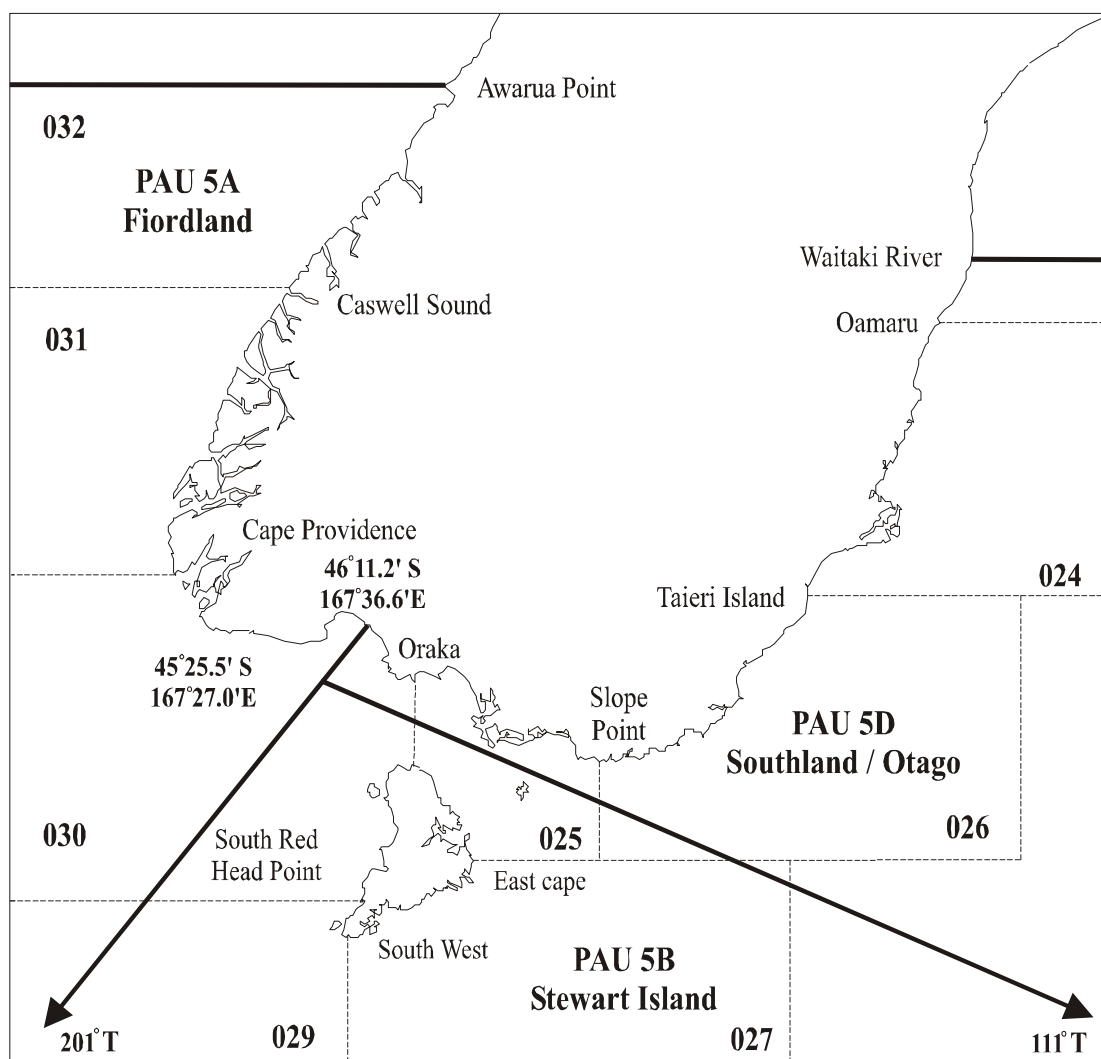 Awarua Point
032
PAU 5A
Fiordland
Waitaki River
Caswell Sound
Oamaru
031
Cape Providence
46°11.2' S
167°36.6'E
024
Taieri Island
Oraka
45°25.5' S
167°27.0'E
Slope
Point
PAU 5D
Southland / Otago
030
South Red
Head Point
025
026
East cape
South West
PAU 5B
Stewart Island
201°T
029
027
111°T